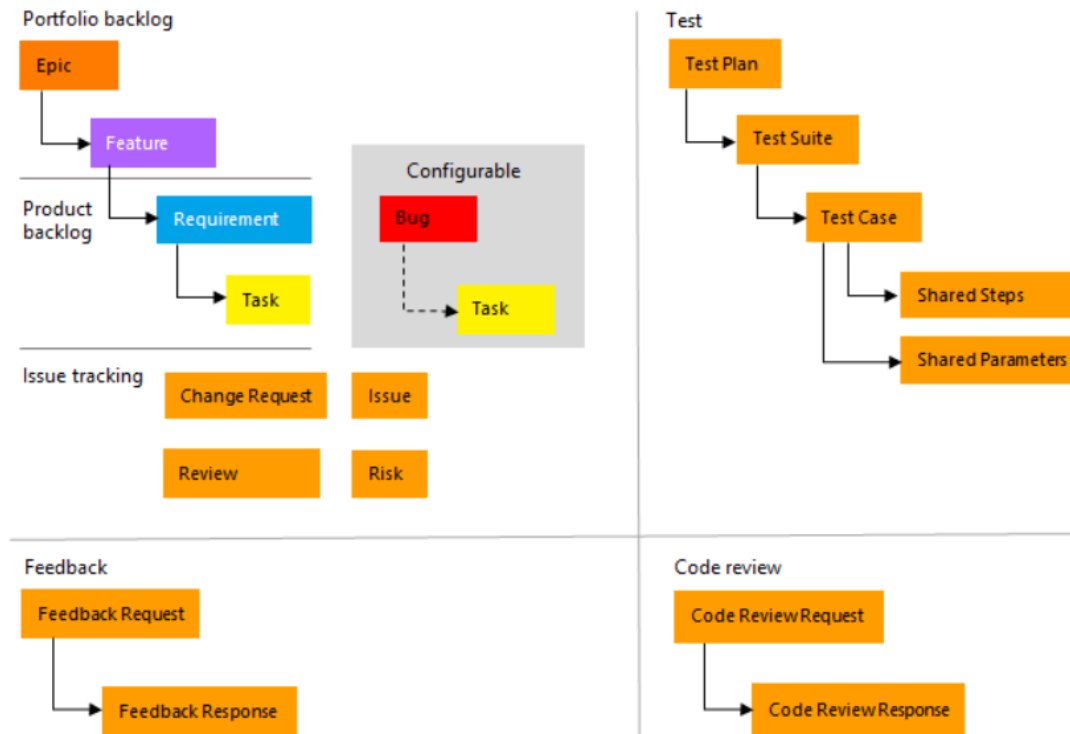 Portfolio backlog
Epic
Feature
Product
backlog
Requirement
Task
Configurable
Bug
Task
Issue tracking
Change Request
Issue
Review
Risk
Test
Test Plan
Test Suite
Test Case
Shared Steps
Shared Parameters
Feedback
Feedback Request
Feedback Response
Code review
Code Review Request
Code Review Response